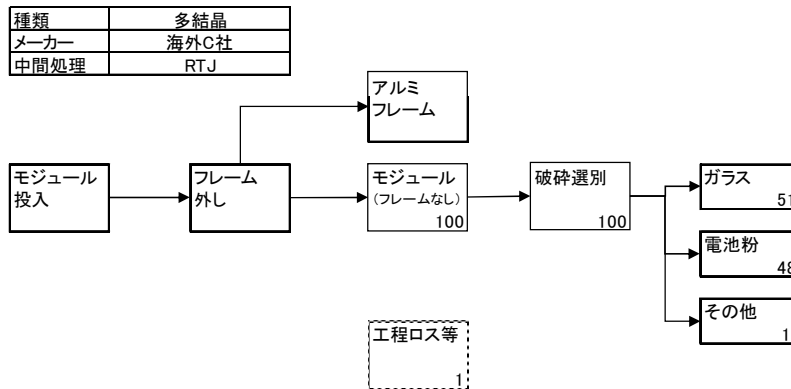 種類 多結晶
メーカー 海外C社
中間処理 RTJ
アルミ
フレーム
モジュール
投入
フレーム
外し
モジュール
(フレームなし)
100
破砕選別
100
ガラス
51
電池粉
48
その他
1
工程ロス等
1